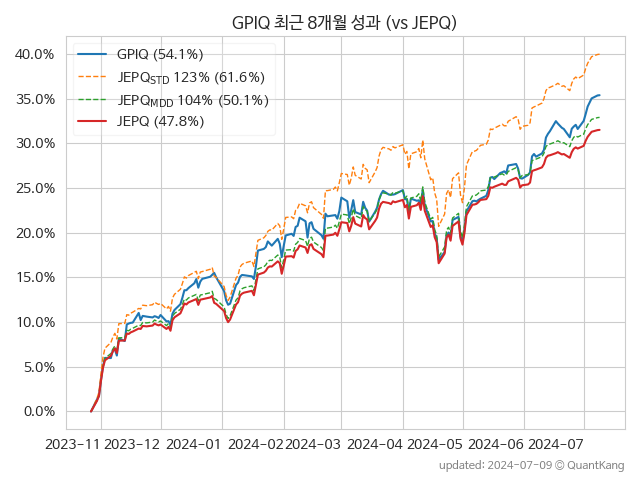 GPIQ 최근 8개월 성과 (vs JEPQ)
GPIQ (54.1%)
JEPQSTD 123% (61.6%)
JEPQMDD 104% (50.1%)
JEPQ (47.8%)
40.0%
35.0%
30.0%
25.0%
20.0%
15.0%
10.0%
5.0%
0.0%
2023-11 2023-12 2024-01 2024-02 2024-03 2024-04 2024-05 2024-06 2024-07
updated: 2024-07-09 © QuantKang